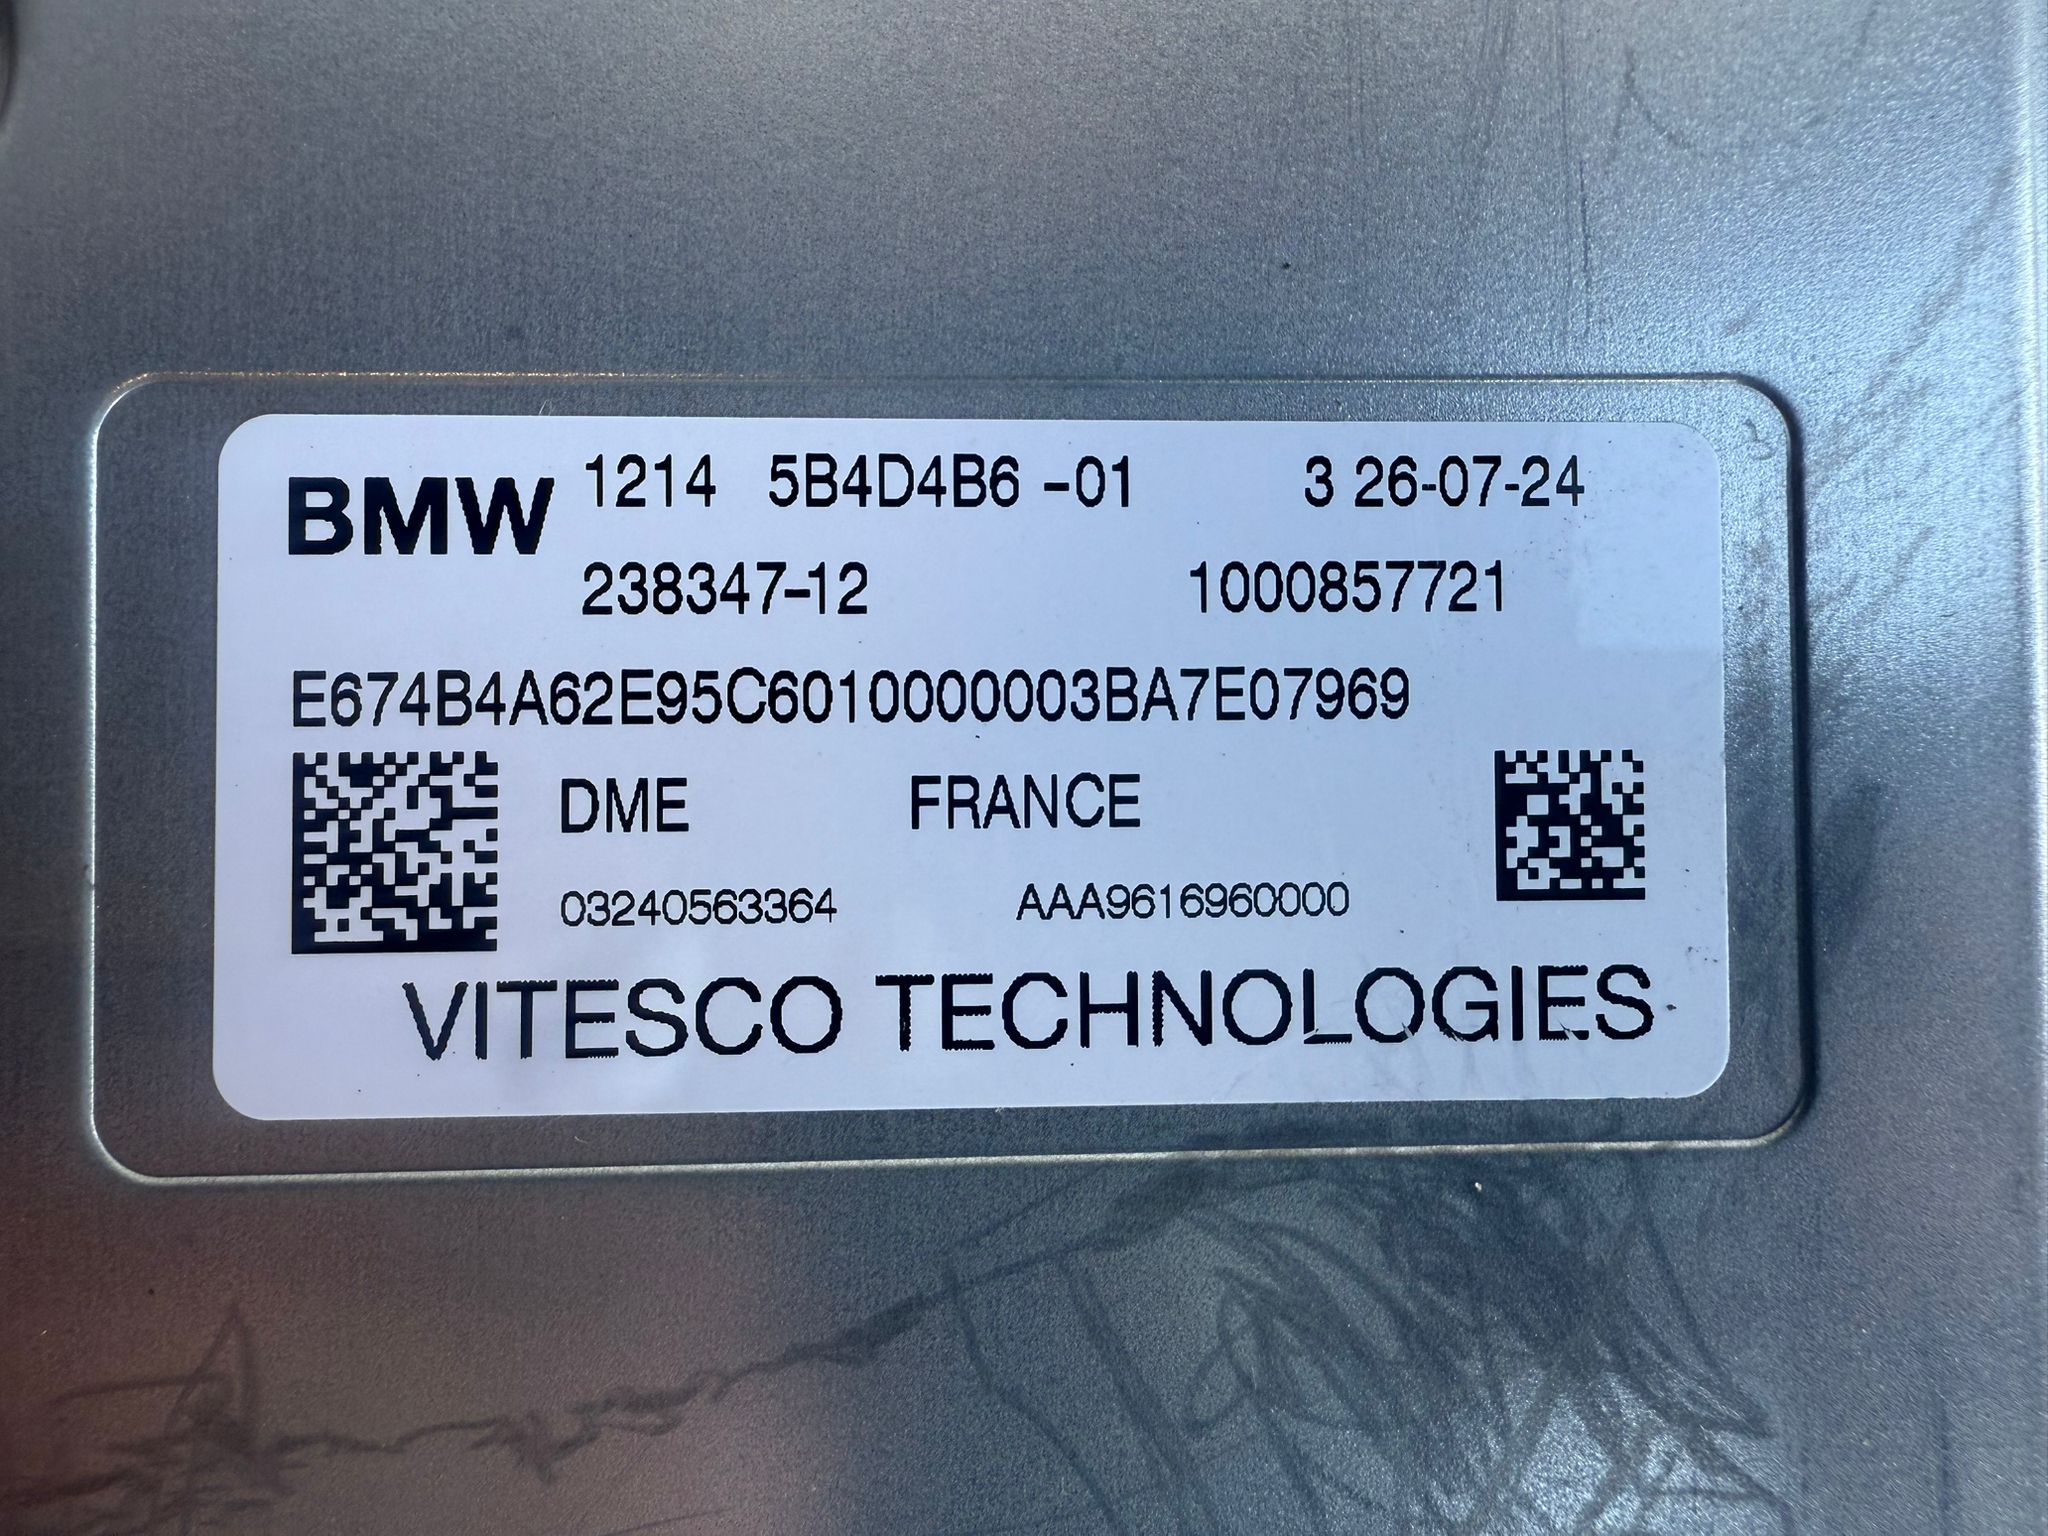 BMW 1214 5B4D4B6 -01 3 26-07-24
238347-12 1000857721
E674B4A62E95C6010000003BA7E07969
DME FRANCE
03240563364 AAA9616960000
VITESCO TECHNOLOGIES